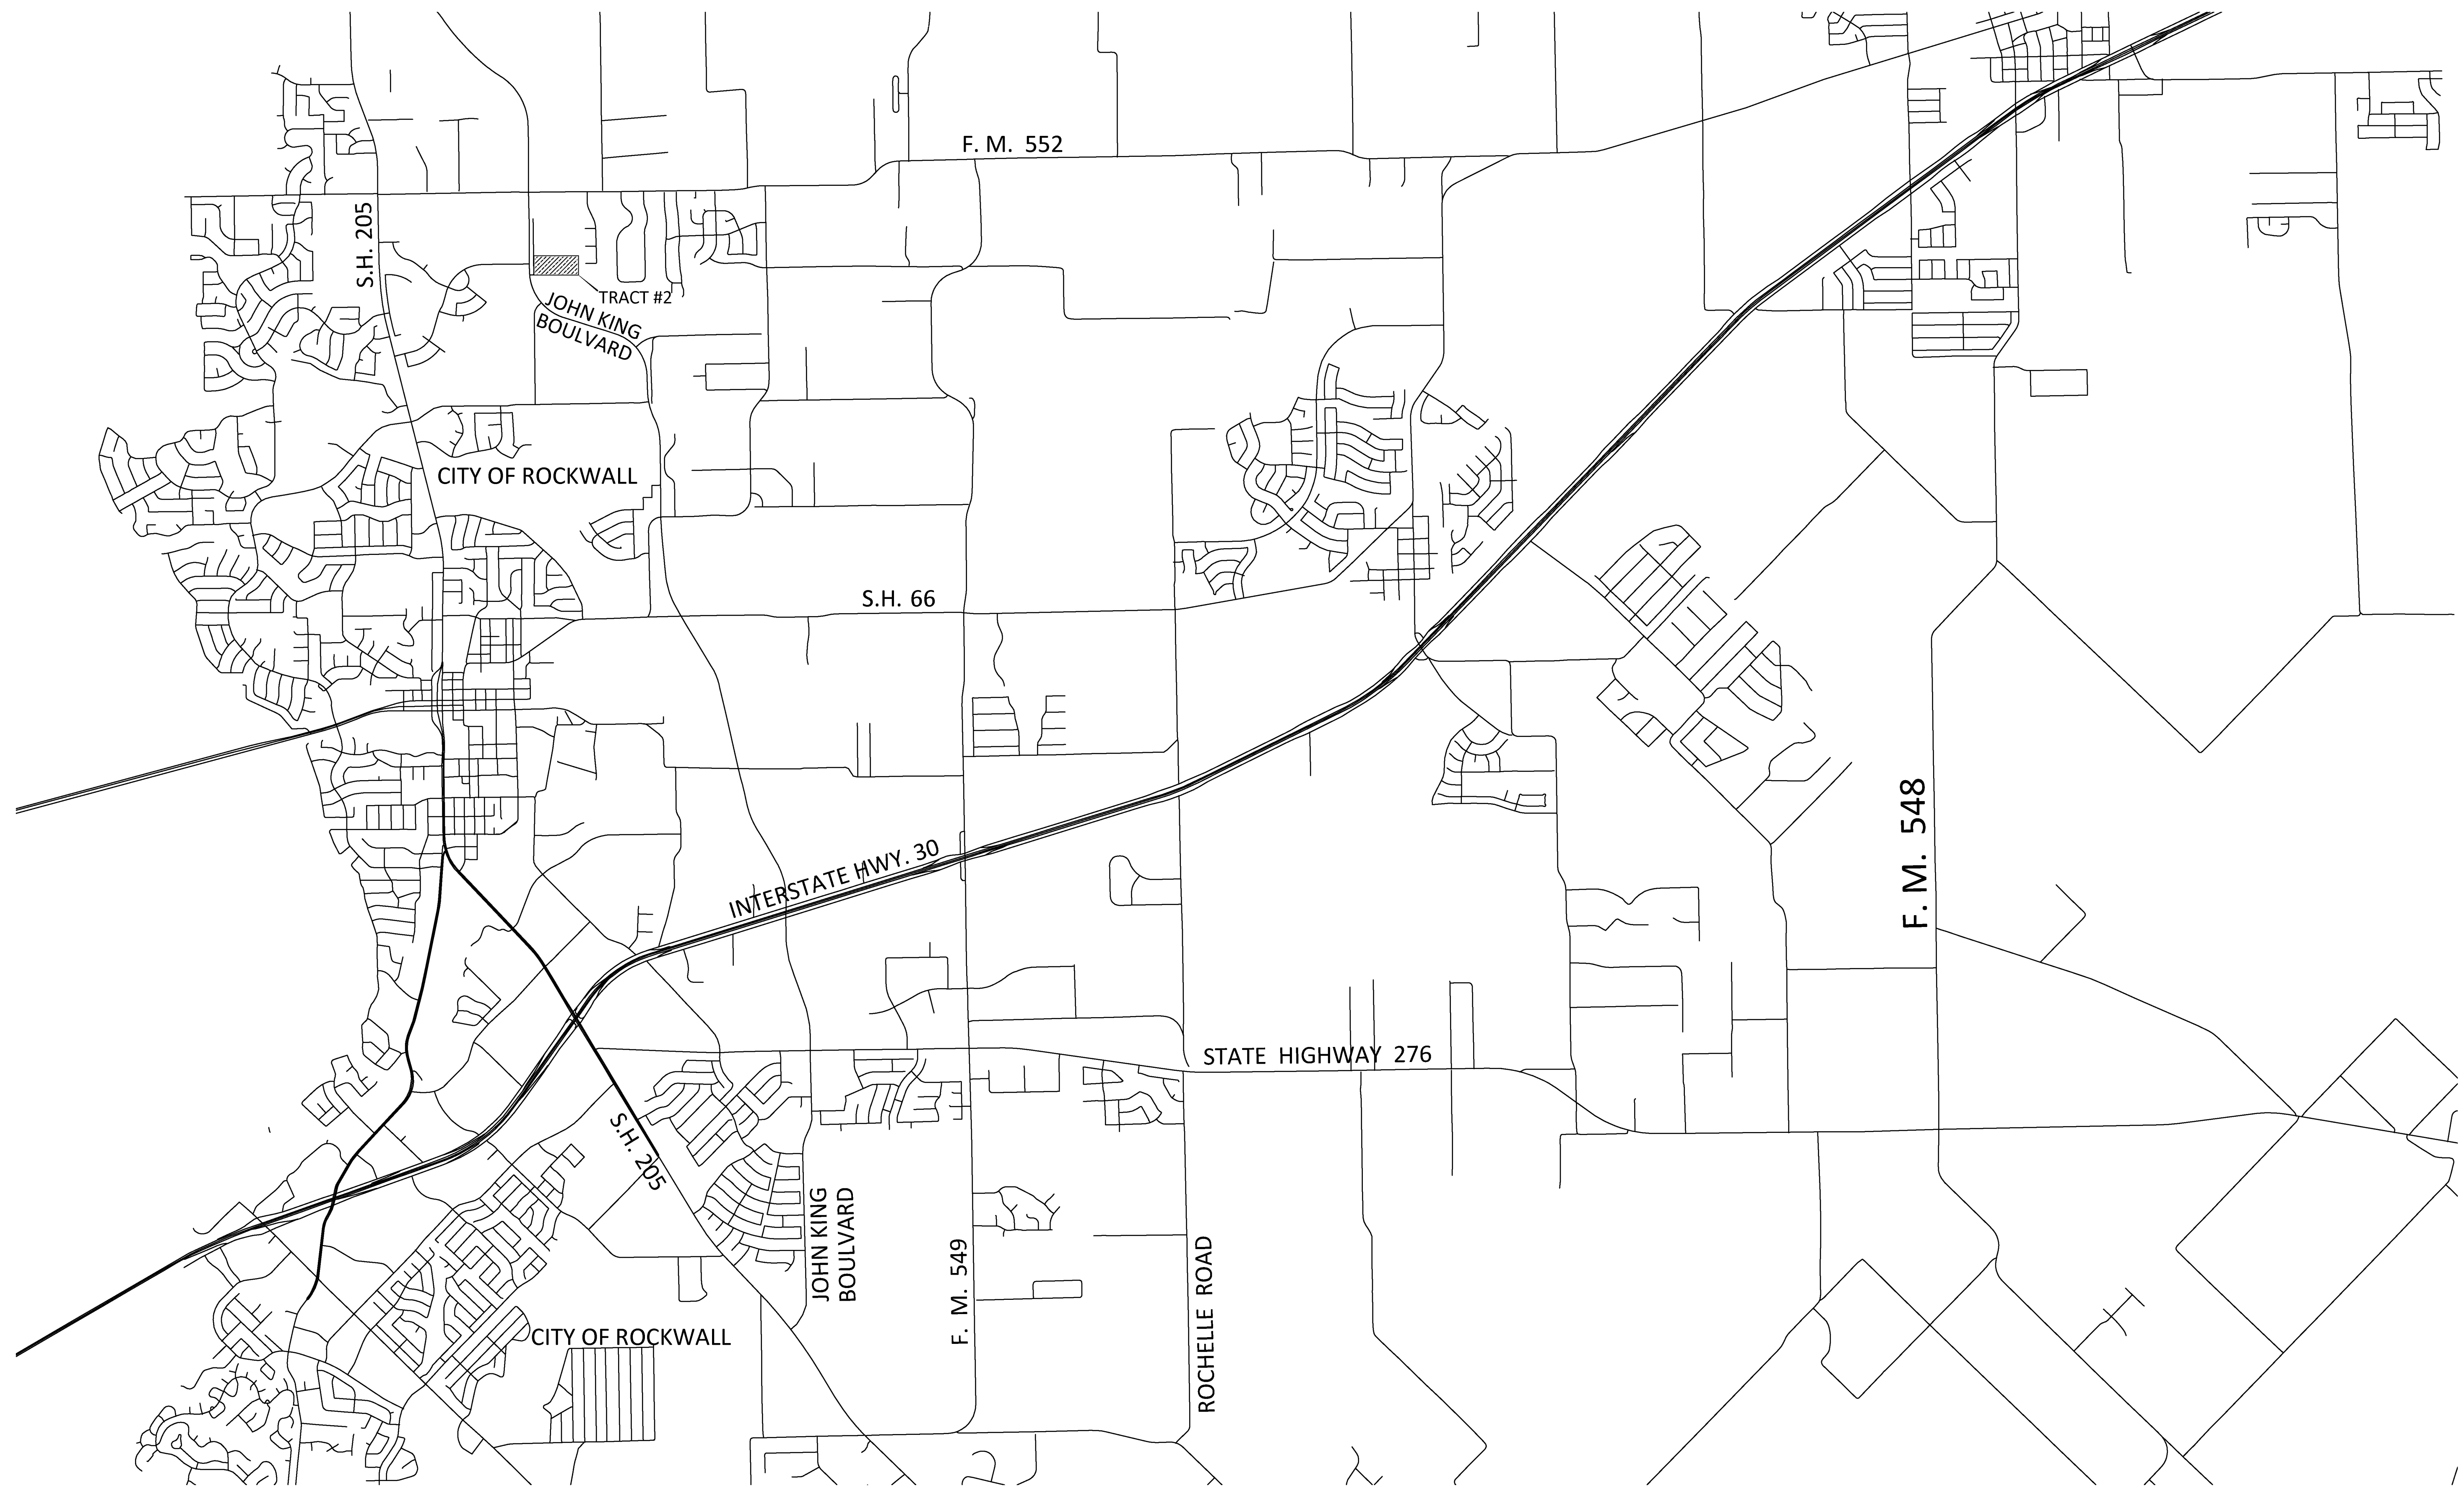 F. M. 552
S.H. 205
TRACT #2
JOHN KING
BOULVARD
CITY OF ROCKWALL
S.H. 66
F. M. 548
INTERSTATE HWY. 30
STATE HIGHWAY 276
S.H. 205
JOHN KING
BOULVARD
F. M. 549
ROCHELLE ROAD
CITY OF ROCKWALL